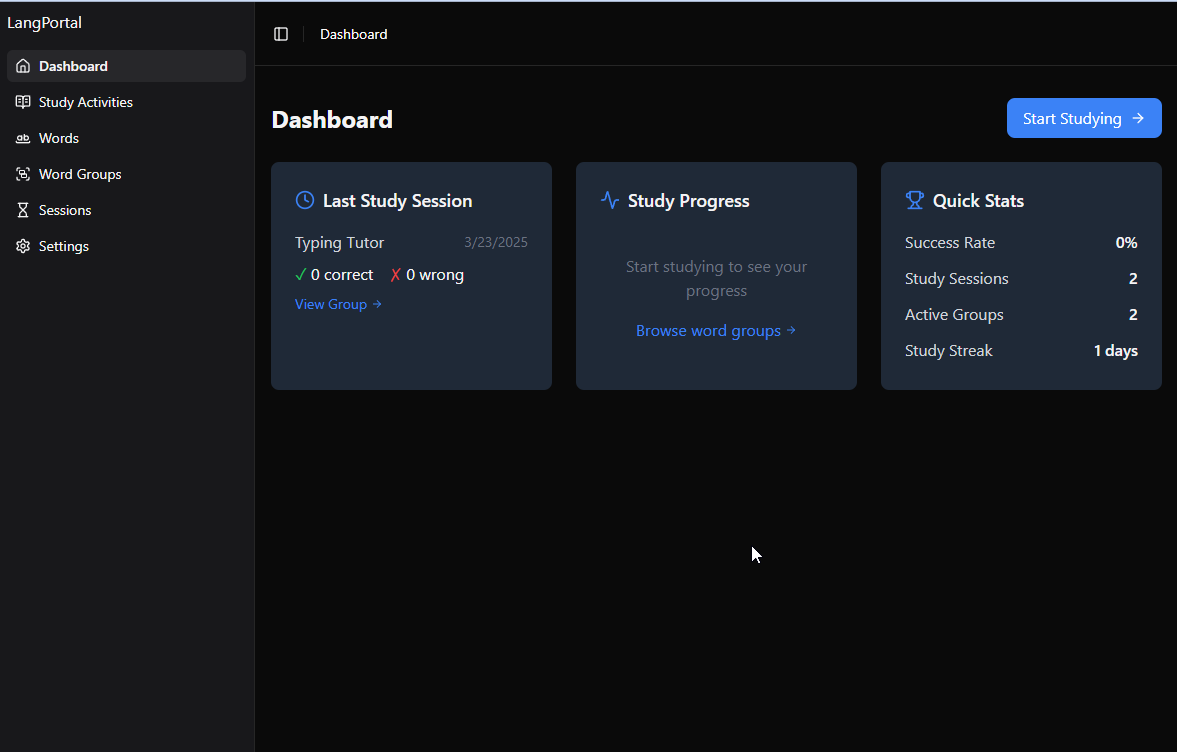 LangPortal
Dashboard
Study Activities
Words
Word Groups
Sessions
Settings
Dashboard
Dashboard
Start Studying →
Last Study Session
Typing Tutor 3/23/2025
✓ 0 correct ✗ 0 wrong
View Group →
Study Progress
Start studying to see your
progress
Browse word groups →
Quick Stats
Success Rate 0%
Study Sessions 2
Active Groups 2
Study Streak 1 days